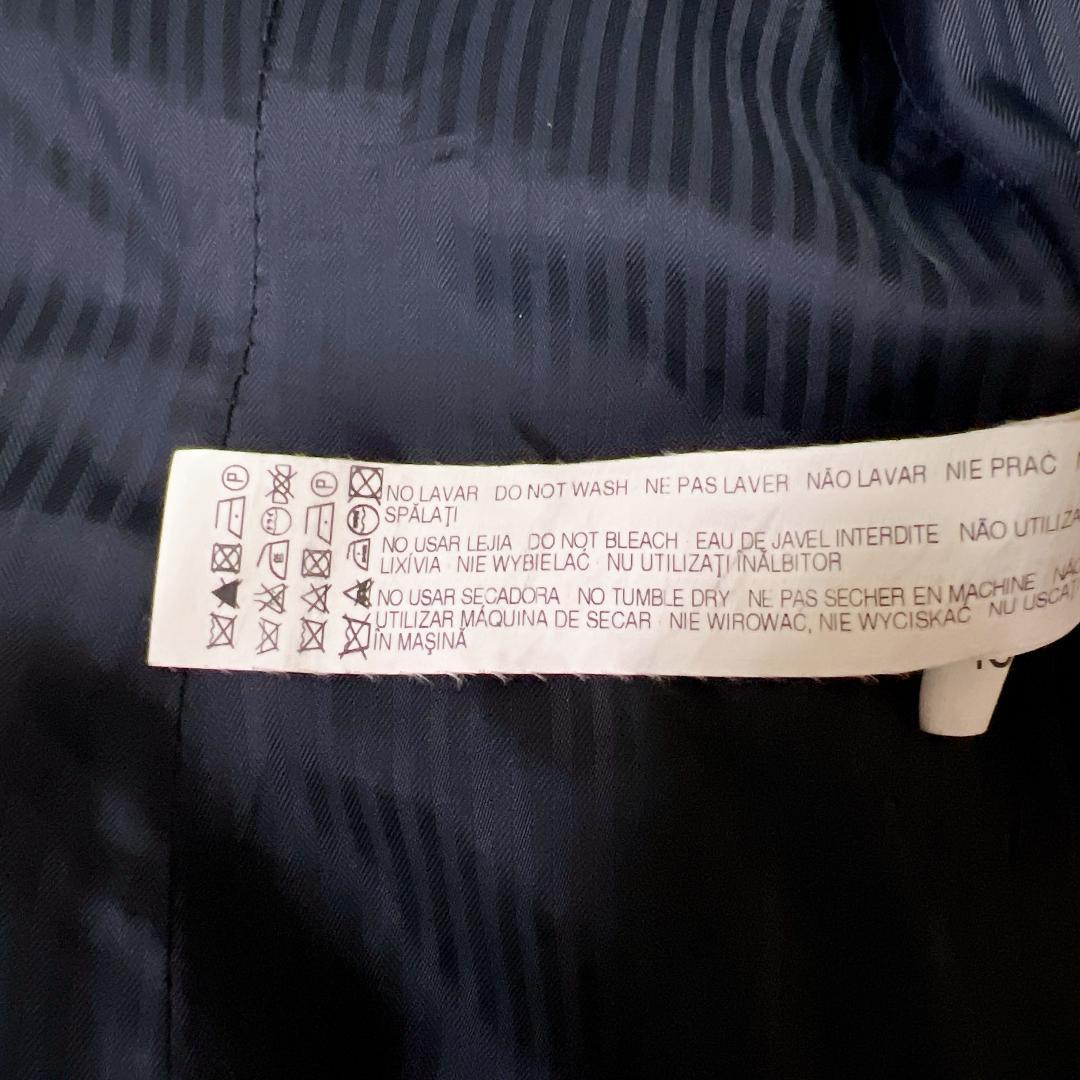 NO LAVAR DO NOT WASH NE PAS LAVER NÃO LAVAR NIE PRAĆ
SPĂLAŢI
NO USAR LEJIA DO NOT BLEACH EAU DE JAVEL INTERDITE NÃO
LIXÍVIA NIE WYBIELAĆ NU UTILIZAŢI ÎNĂLBITOR
NO USAR SECADORA NO TUMBLE DRY NE PAS SECHER EN MACHINE
UTILIZAR MÁQUINA DE SECAR NIE WIROWAĆ, NIE WYCISKAĆ NU
ÎN MAŞINĂ